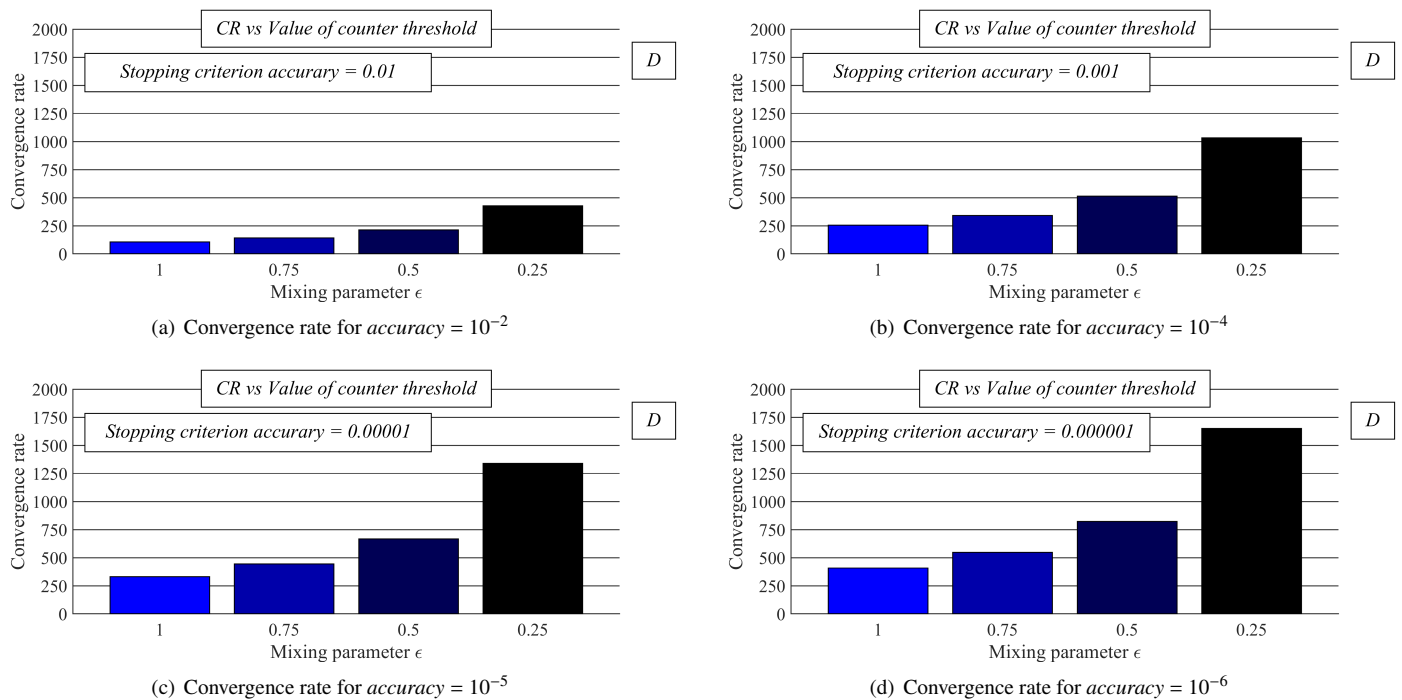 CR vs Value of counter threshold
Stopping criterion accurary = 0.01
D
2000
1750
1500
1250
1000
750
500
250
0
Convergence rate
1 0.75 0.5 0.25
Mixing parameter ϵ
(a) Convergence rate for accuracy = 10⁻²
CR vs Value of counter threshold
Stopping criterion accurary = 0.001
D
2000
1750
1500
1250
1000
750
500
250
0
Convergence rate
1 0.75 0.5 0.25
Mixing parameter ϵ
(b) Convergence rate for accuracy = 10⁻⁴
CR vs Value of counter threshold
Stopping criterion accurary = 0.00001
D
2000
1750
1500
1250
1000
750
500
250
0
Convergence rate
1 0.75 0.5 0.25
Mixing parameter ϵ
(c) Convergence rate for accuracy = 10⁻⁵
CR vs Value of counter threshold
Stopping criterion accurary = 0.000001
D
2000
1750
1500
1250
1000
750
500
250
0
Convergence rate
1 0.75 0.5 0.25
Mixing parameter ϵ
(d) Convergence rate for accuracy = 10⁻⁶